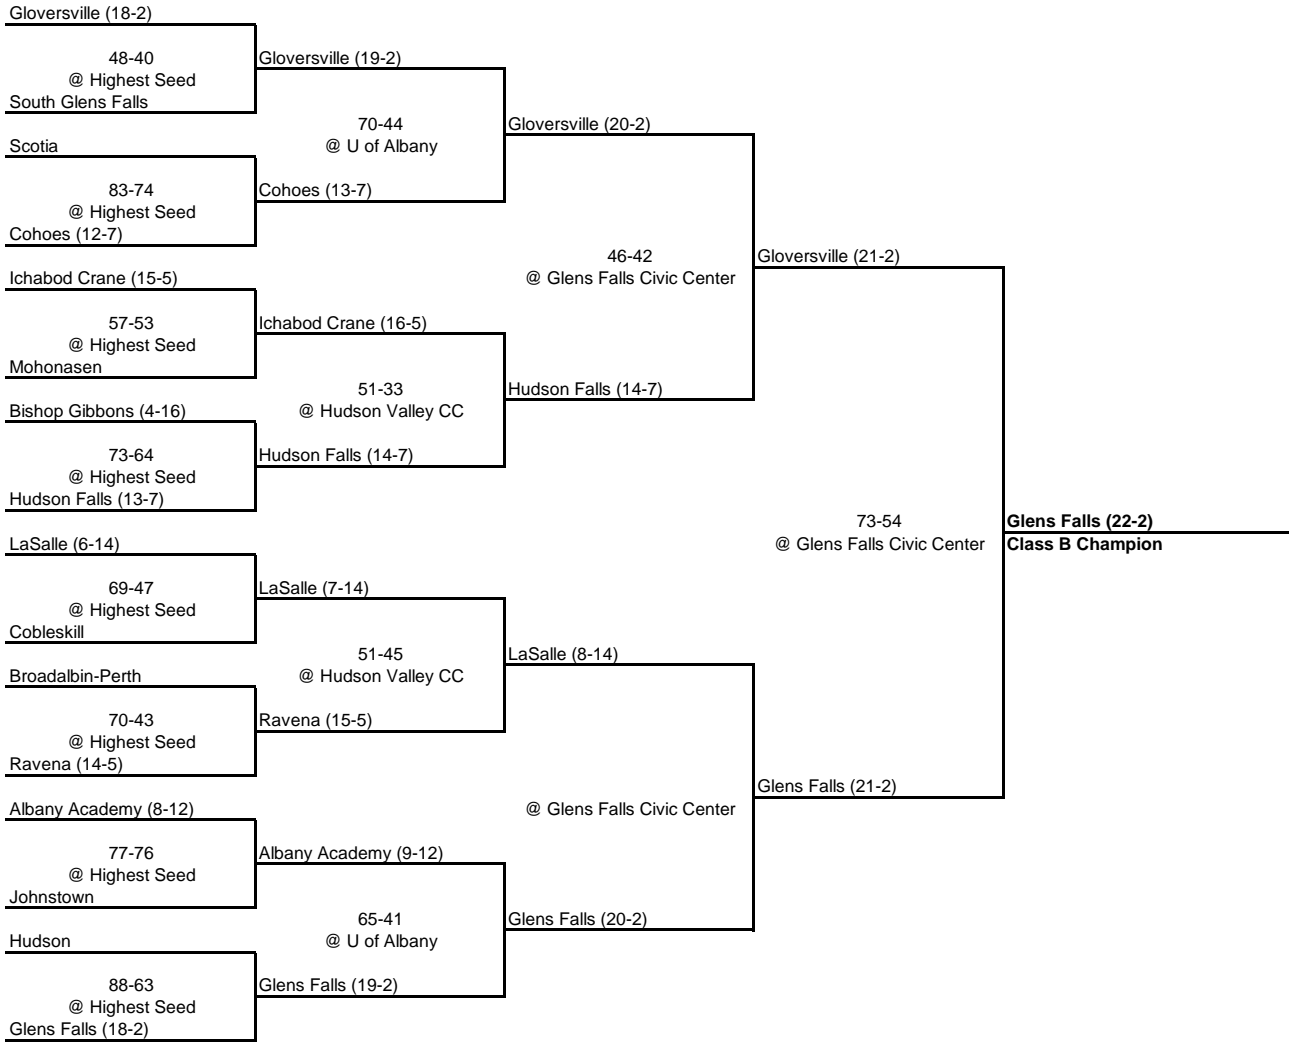 Gloversville (18-2)
48-40
@ Highest Seed
South Glens Falls
Scotia
83-74
@ Highest Seed
Cohoes (12-7)
Ichabod Crane (15-5)
57-53
@ Highest Seed
Mohonasen
Bishop Gibbons (4-16)
73-64
@ Highest Seed
Hudson Falls (13-7)
LaSalle (6-14)
69-47
@ Highest Seed
Cobleskill
Broadalbin-Perth
70-43
@ Highest Seed
Ravena (14-5)
Albany Academy (8-12)
77-76
@ Highest Seed
Johnstown
Hudson
88-63
@ Highest Seed
Glens Falls (18-2)
Gloversville (19-2)
70-44
@ U of Albany
Cohoes (13-7)
Ichabod Crane (16-5)
51-33
@ Hudson Valley CC
Hudson Falls (14-7)
LaSalle (7-14)
51-45
@ Hudson Valley CC
Ravena (15-5)
Albany Academy (9-12)
65-41
@ U of Albany
Glens Falls (19-2)
Gloversville (20-2)
46-42
@ Glens Falls Civic Center
Hudson Falls (14-7)
LaSalle (8-14)
@ Glens Falls Civic Center
Glens Falls (20-2)
Gloversville (21-2)
73-54
@ Glens Falls Civic Center
Glens Falls (21-2)
Glens Falls (22-2)
Class B Champion